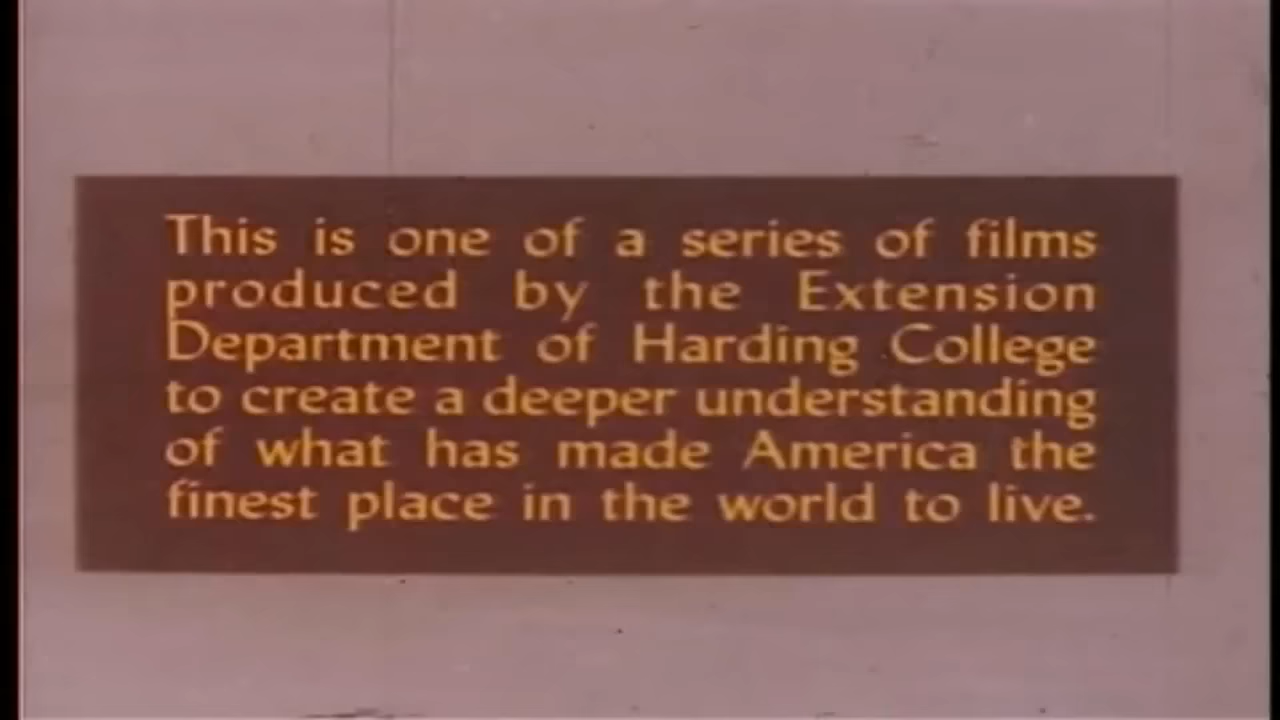 This is one of a series of films
produced by the Extension
Department of Harding College
to create a deeper understanding
of what has made America the
finest place in the world to live.